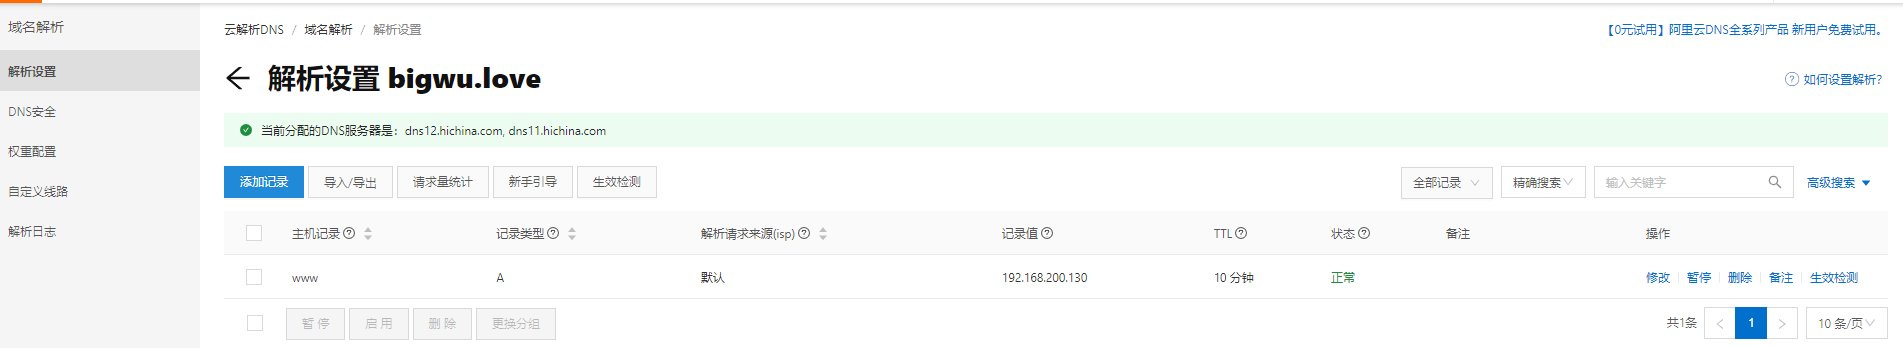 域名解析
解析设置
DNS安全
权重配置
自定义线路
解析日志
云解析DNS / 域名解析 / 解析设置
【0元试用】阿里云DNS全系列产品 新用户免费试用。
解析设置 bigwu.love
如何设置解析?
当前分配的DNS服务器是：dns12.hichina.com, dns11.hichina.com
添加记录 导入/导出 请求量统计 新手引导 生效检测 全部记录 精确搜索 输入关键字 高级搜索
主机记录 记录类型 解析请求来源(isp) 记录值 TTL 状态 备注 操作
www A 默认 192.168.200.130 10 分钟 正常 修改 暂停 删除 备注 生效检测
暂停 启用 删除 更换分组 共1条 < 1 > 10 条/页